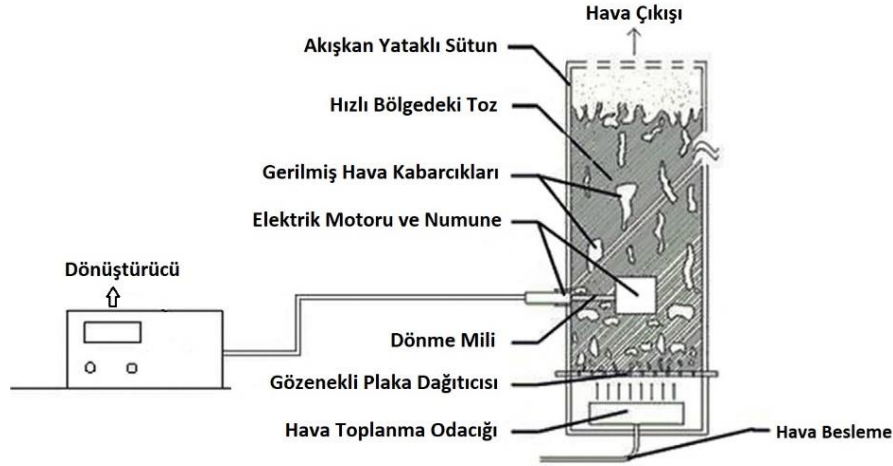 Hava Çıkışı
Akışkan Yataklı Sütun
Hızlı Bölgedeki Toz
Gerilmiş Hava Kabarcıkları
Elektrik Motoru ve Numune
Dönüştürücü
Dönme Mili
Gözenekli Plaka Dağıtıcısı
Hava Toplanma Odacığı
Hava Besleme